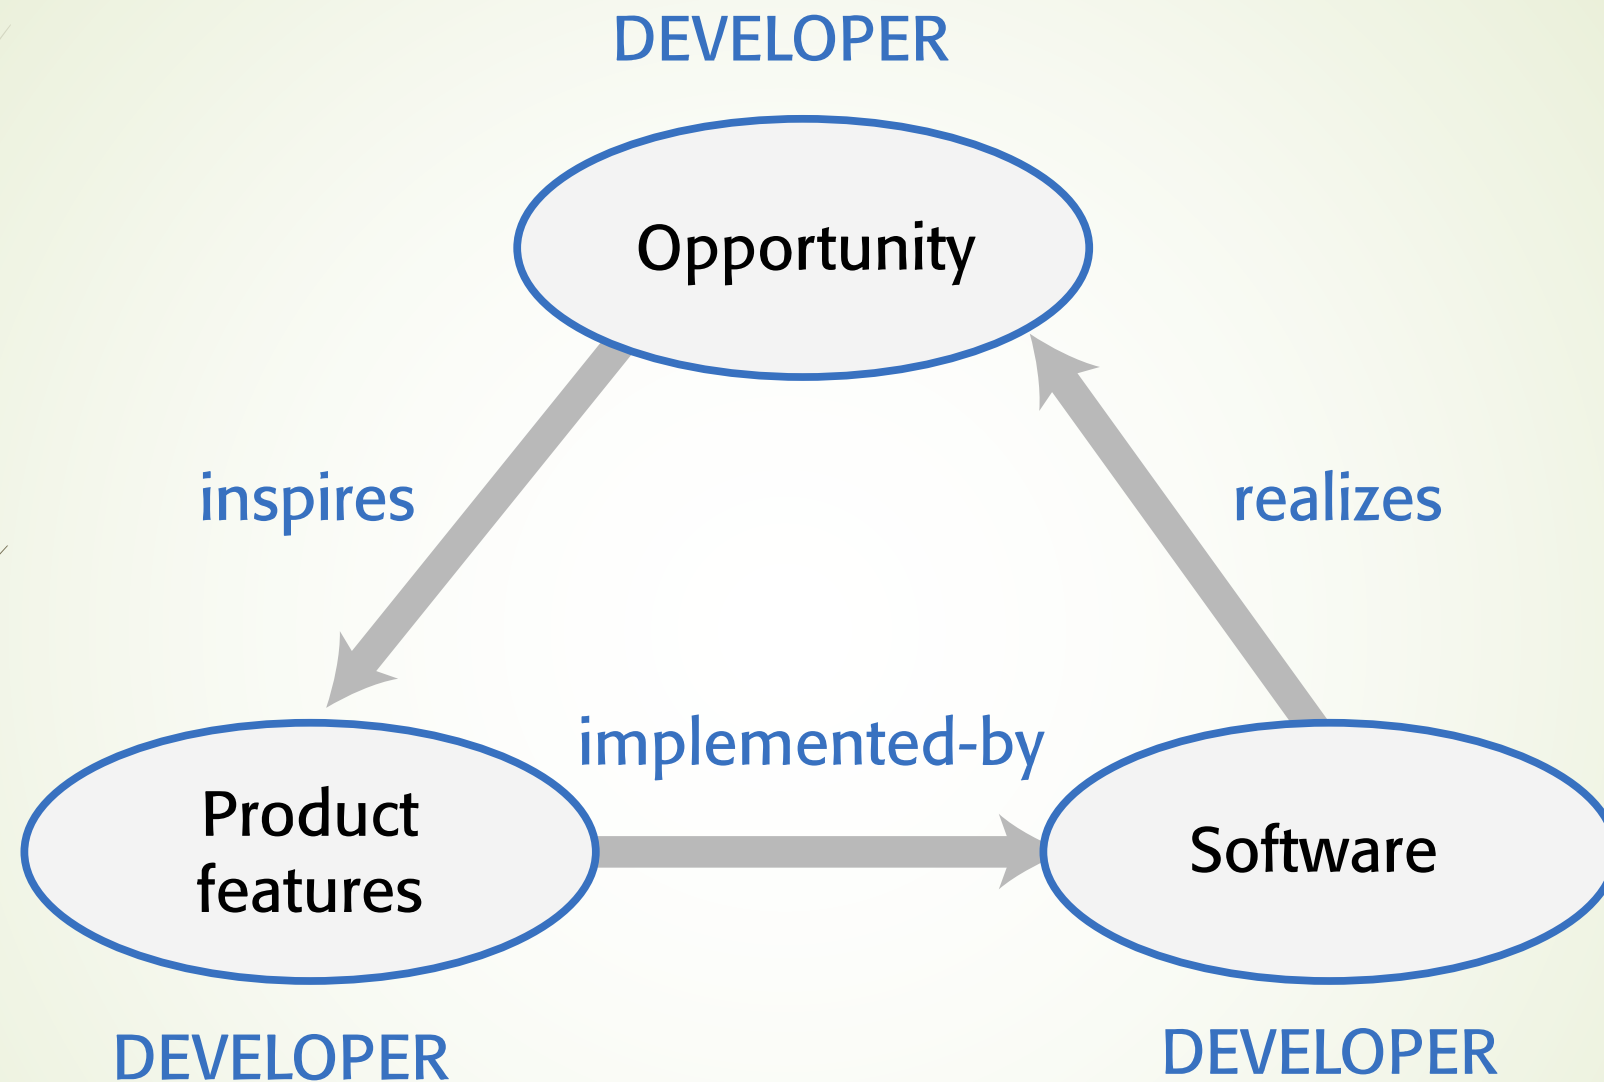 DEVELOPER
Opportunity
inspires
realizes
implemented-by
Product
features
Software
DEVELOPER
DEVELOPER